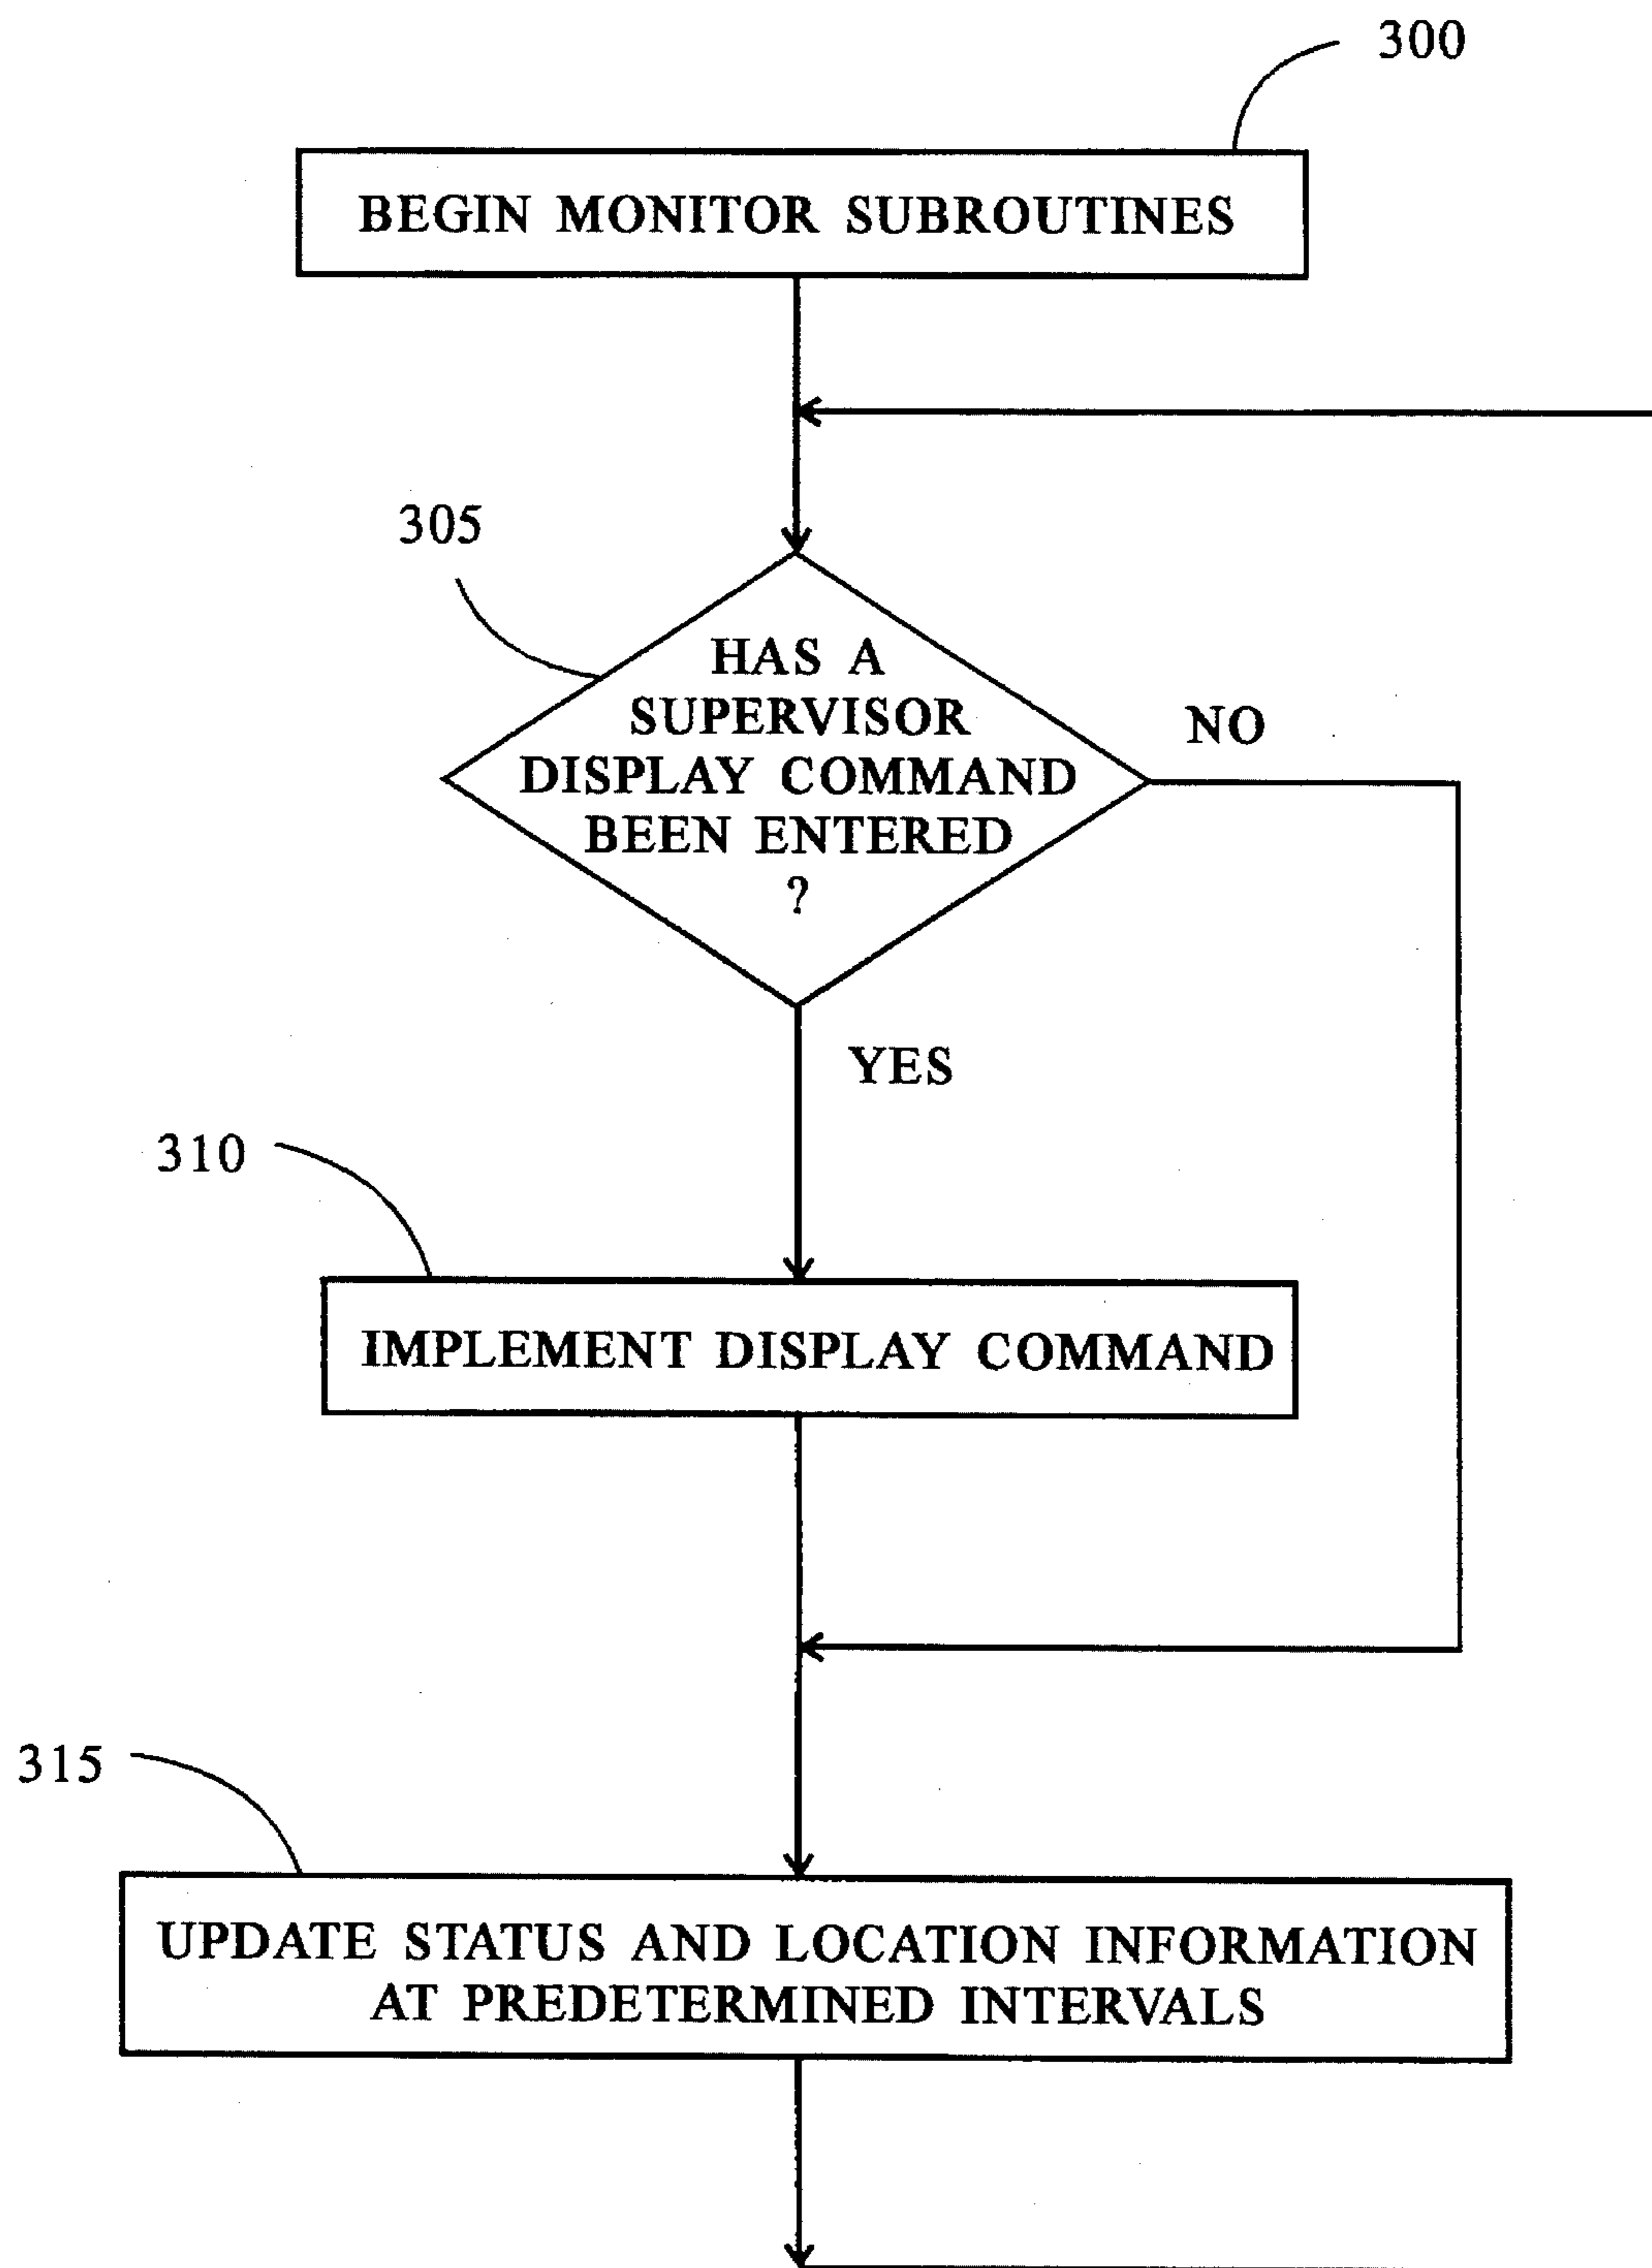 300
BEGIN MONITOR SUBROUTINES
305
HAS A
SUPERVISOR
DISPLAY COMMAND
BEEN ENTERED
?
NO
YES
310
IMPLEMENT DISPLAY COMMAND
315
UPDATE STATUS AND LOCATION INFORMATION
AT PREDETERMINED INTERVALS